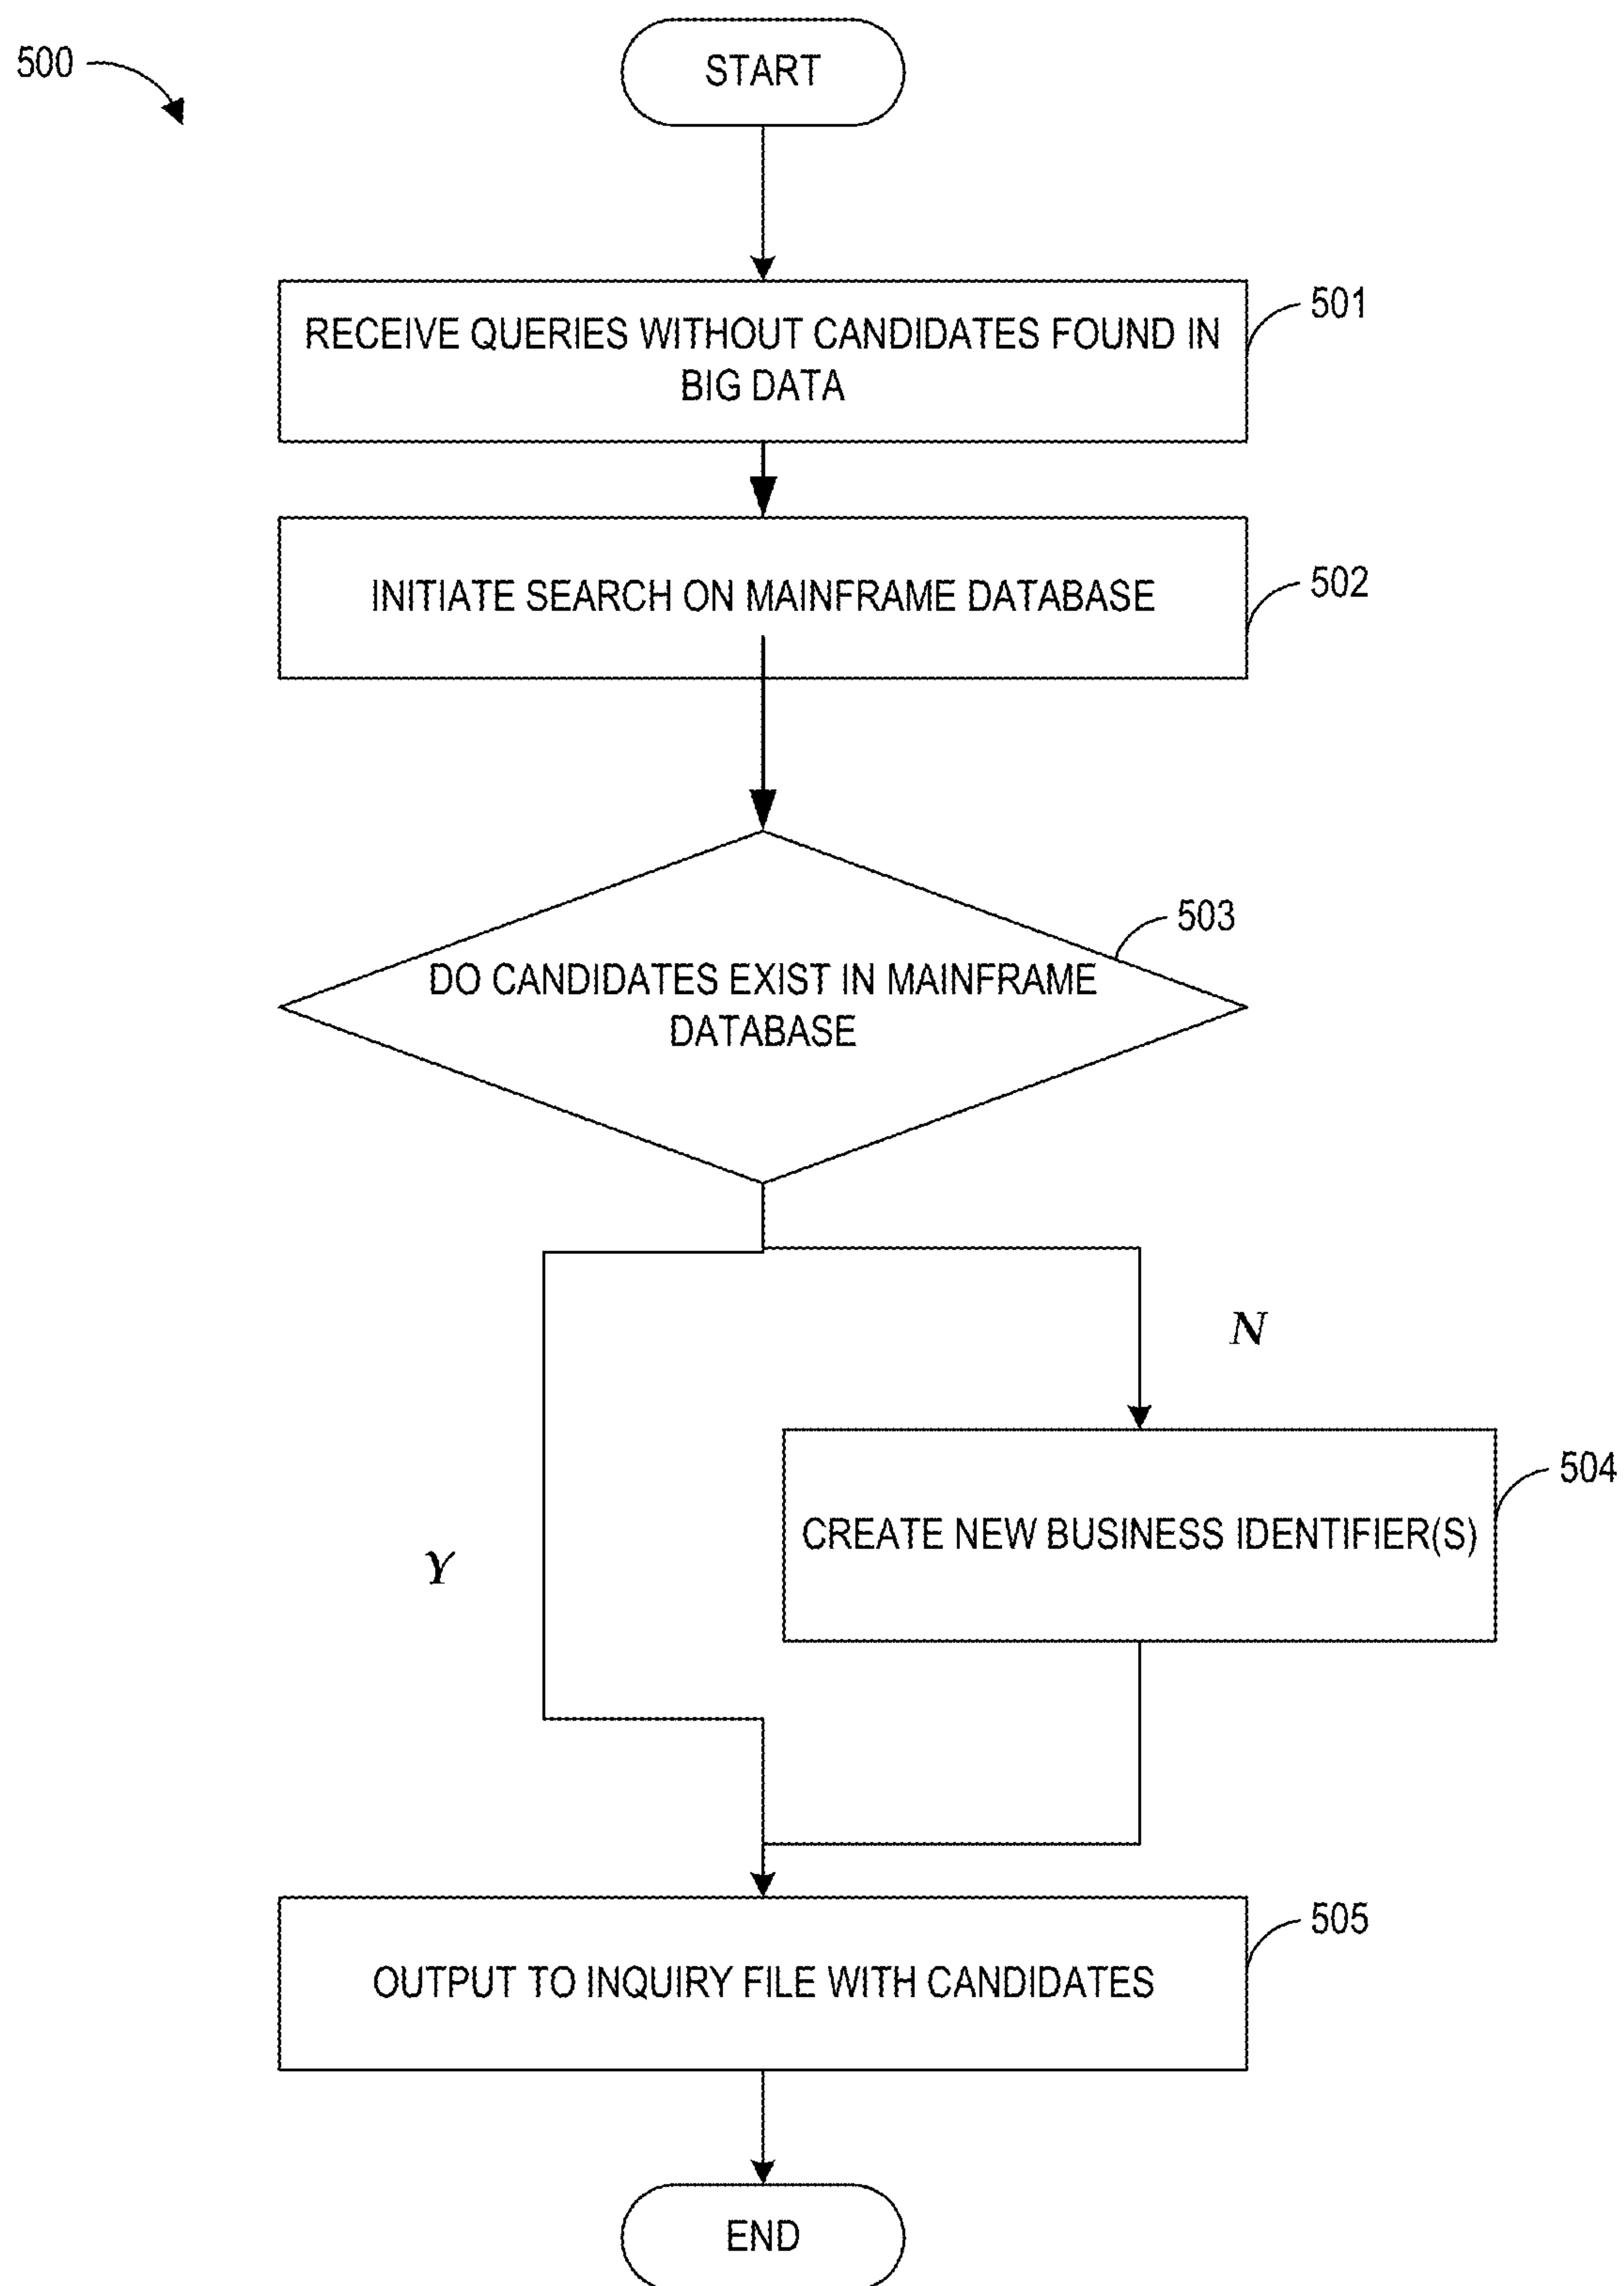 500
START
RECEIVE QUERIES WITHOUT CANDIDATES FOUND IN
BIG DATA
501
INITIATE SEARCH ON MAINFRAME DATABASE
502
503
DO CANDIDATES EXIST IN MAINFRAME
DATABASE
N
504
CREATE NEW BUSINESS IDENTIFIER(S)
Y
505
OUTPUT TO INQUIRY FILE WITH CANDIDATES
END